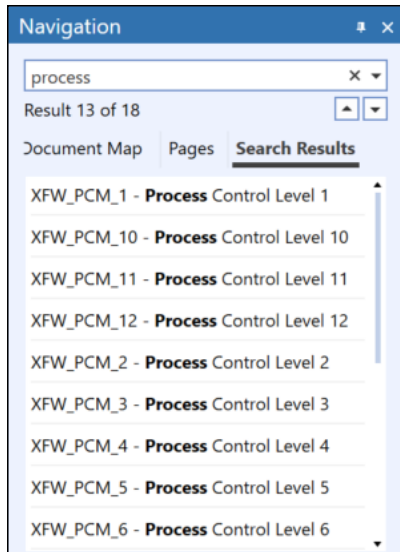 Navigation
process
Result 13 of 18
Document Map Pages Search Results
XFW_PCM_1 - Process Control Level 1
XFW_PCM_10 - Process Control Level 10
XFW_PCM_11 - Process Control Level 11
XFW_PCM_12 - Process Control Level 12
XFW_PCM_2 - Process Control Level 2
XFW_PCM_3 - Process Control Level 3
XFW_PCM_4 - Process Control Level 4
XFW_PCM_5 - Process Control Level 5
XFW_PCM_6 - Process Control Level 6